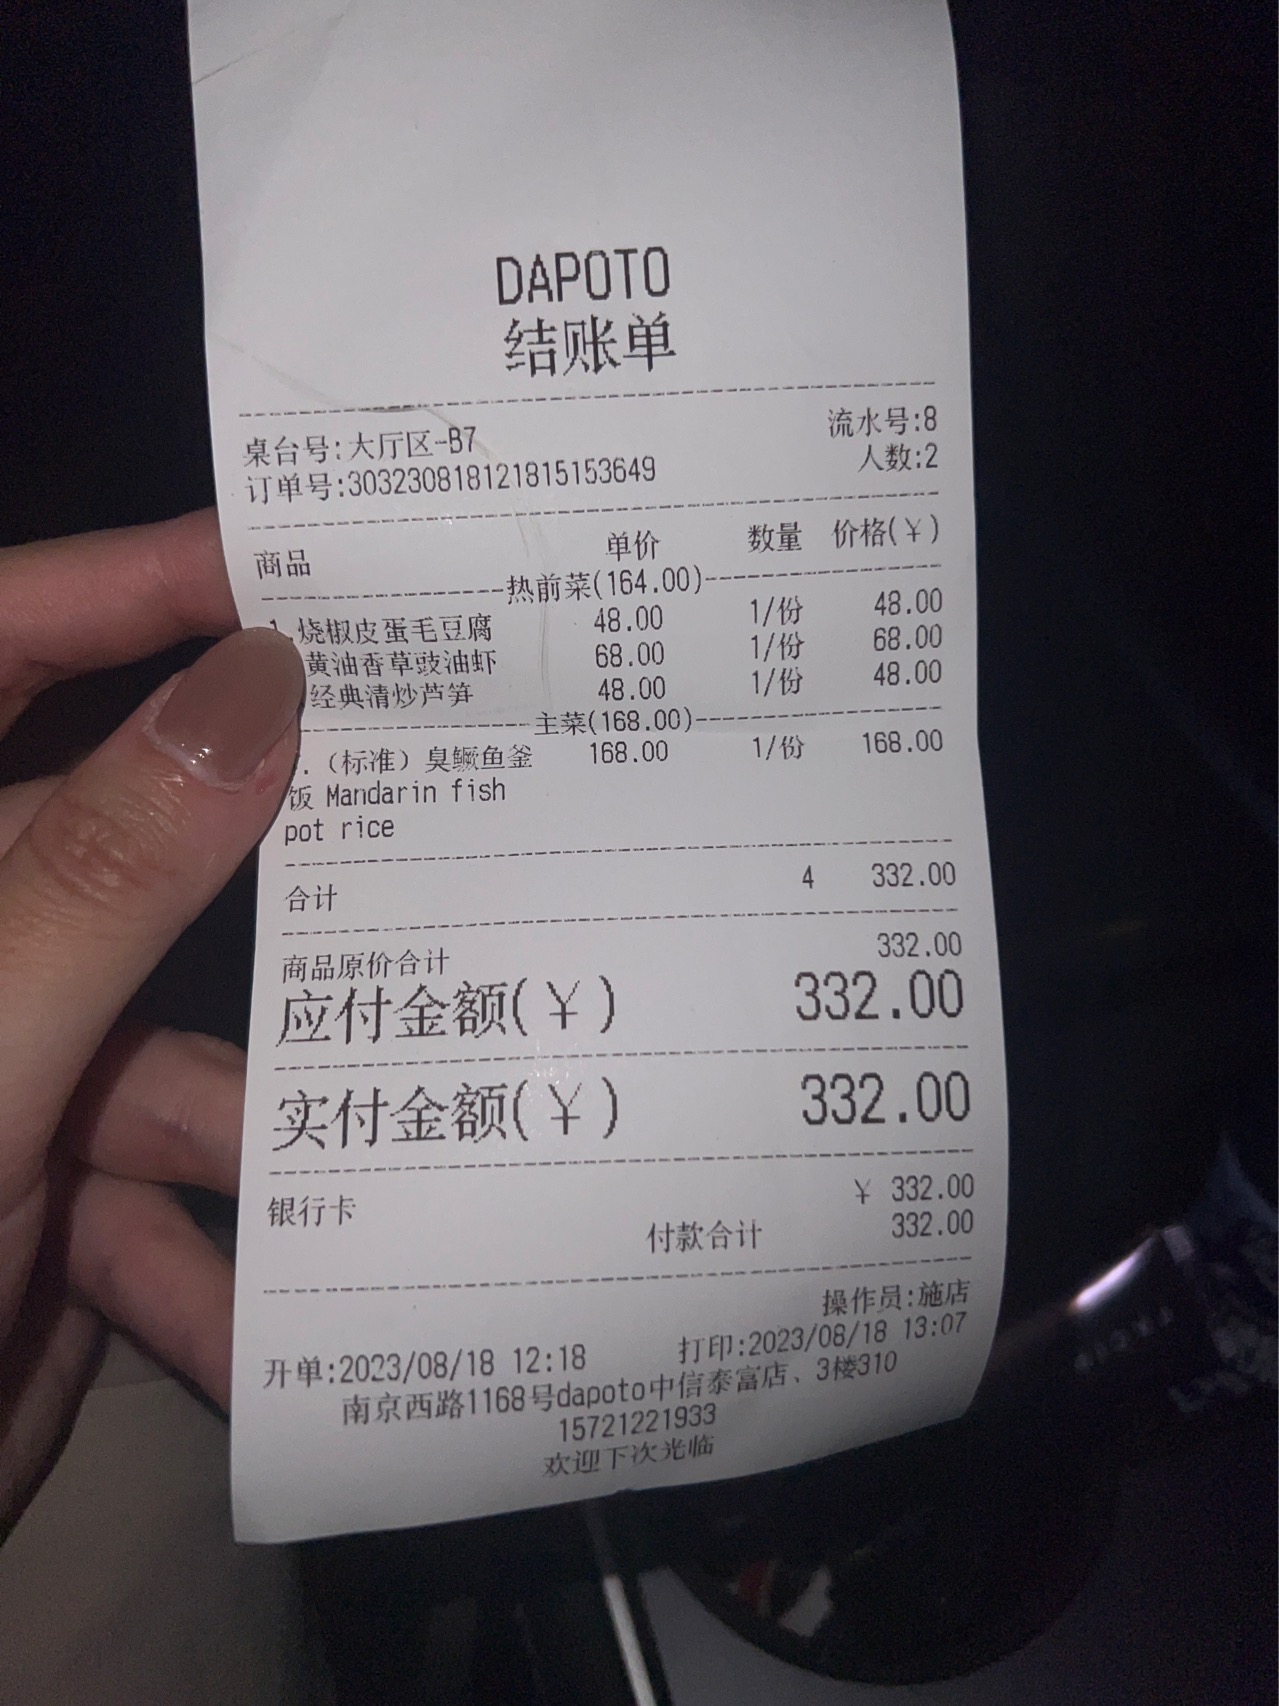 DAPOTO
结账单
桌台号:大厅区-B7 流水号:8
订单号:303230818121815153649 人数:2
商品 单价 数量 价格(￥)
热前菜(164.00)
.烧椒皮蛋毛豆腐 48.00 1/份 48.00
黄油香草豉油虾 68.00 1/份 68.00
经典清炒芦笋 48.00 1/份 48.00
主菜(168.00)
.（标准）臭鳜鱼釜 168.00 1/份 168.00
饭 Mandarin fish
pot rice
合计 4 332.00
商品原价合计 332.00
应付金额(￥) 332.00
实付金额(￥) 332.00
银行卡 ￥ 332.00
付款合计 332.00
操作员:施店
开单:2023/08/18 12:18 打印:2023/08/18 13:07
南京西路1168号dapoto中信泰富店、3楼310
15721221933
欢迎下次光临